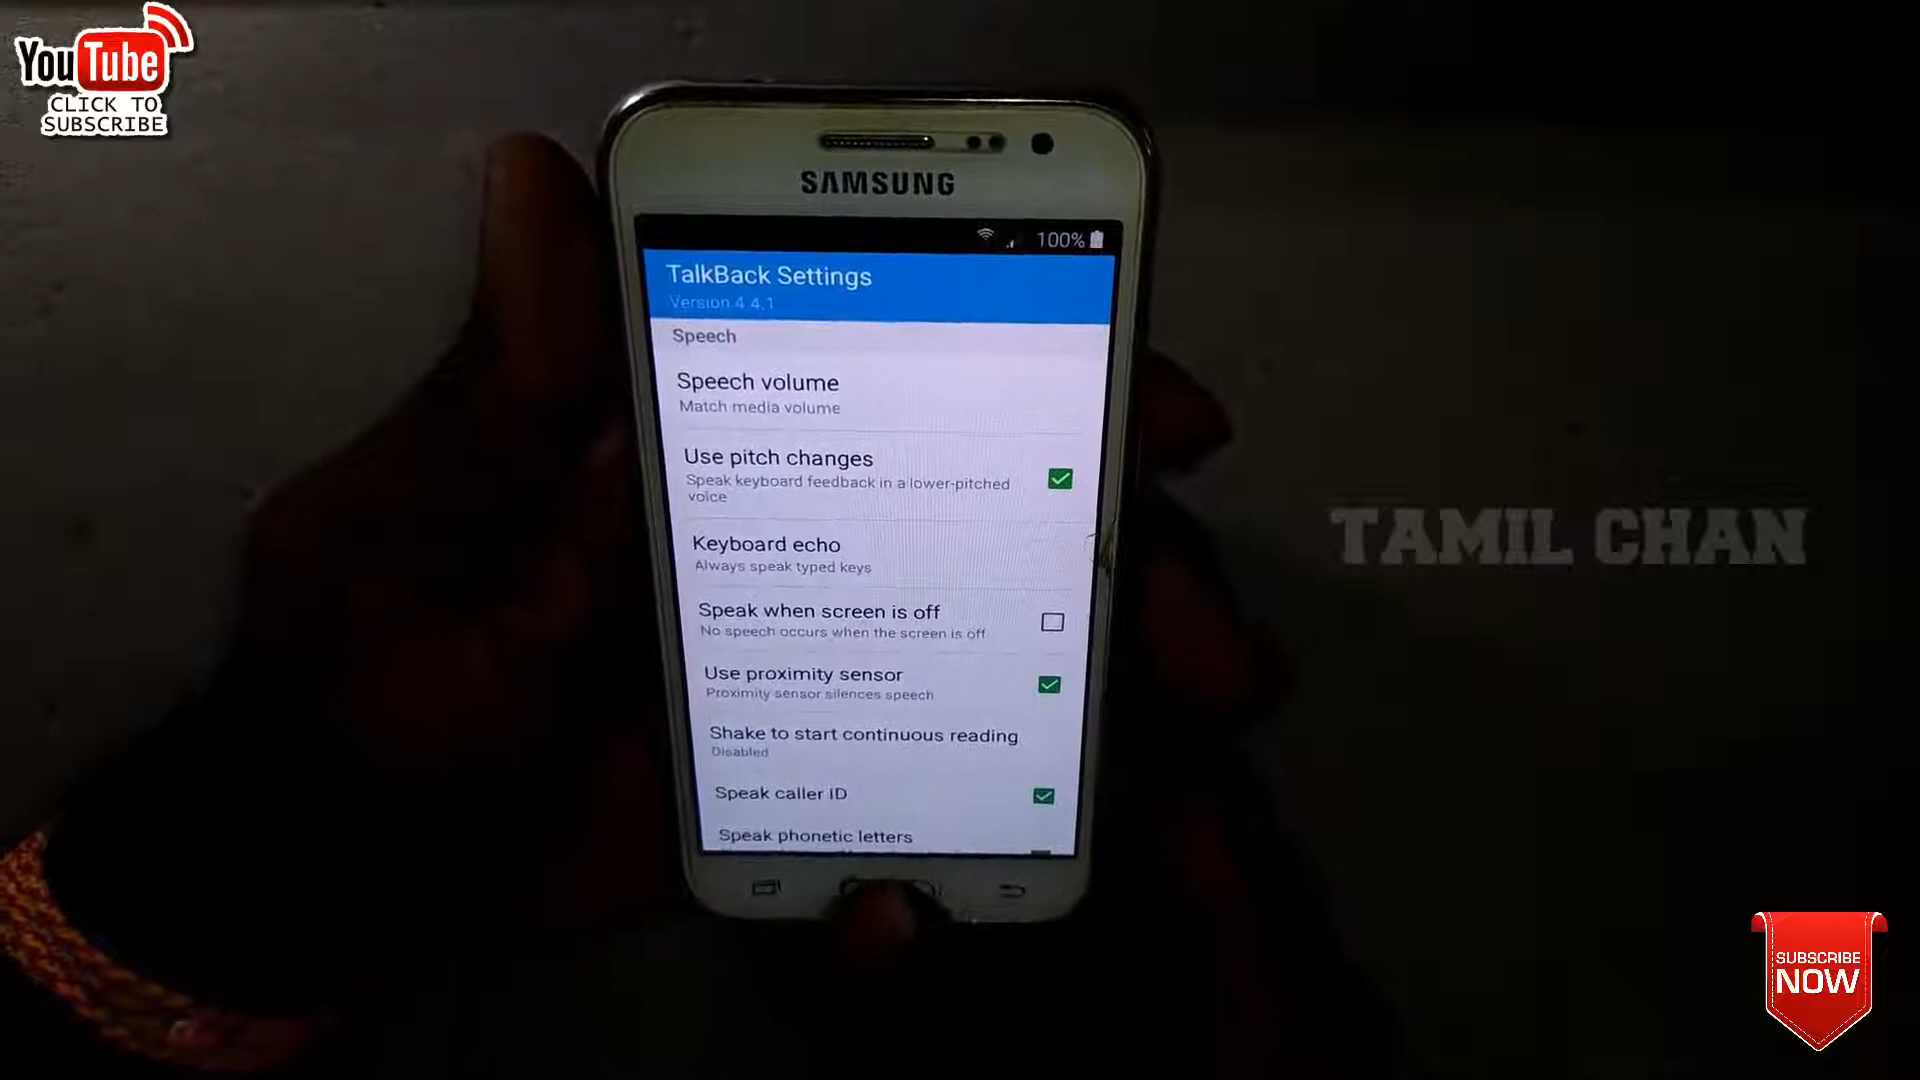 YouTube
CLICK TO
SUBSCRIBE
SAMSUNG
100%
TalkBack Settings
Version 4.4.1
Speech
Speech volume
Match media volume
Use pitch changes
Speak keyboard feedback in a lower-pitched
voice
Keyboard echo
Always speak typed keys
Speak when screen is off
No speech occurs when the screen is off
Use proximity sensor
Proximity sensor silences speech
Shake to start continuous reading
Disabled
Speak caller ID
Speak phonetic letters
TAMIL CHAN
SUBSCRIBE
NOW